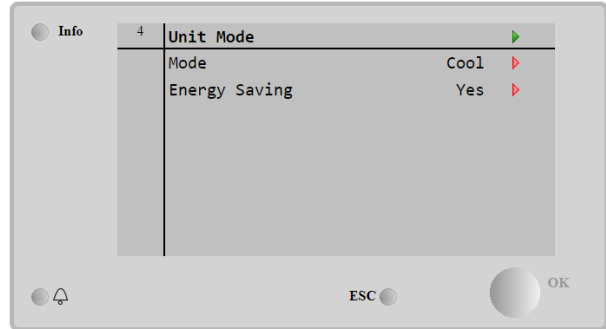 Info
4 Unit Mode
Mode Cool
Energy Saving Yes
ESC
OK